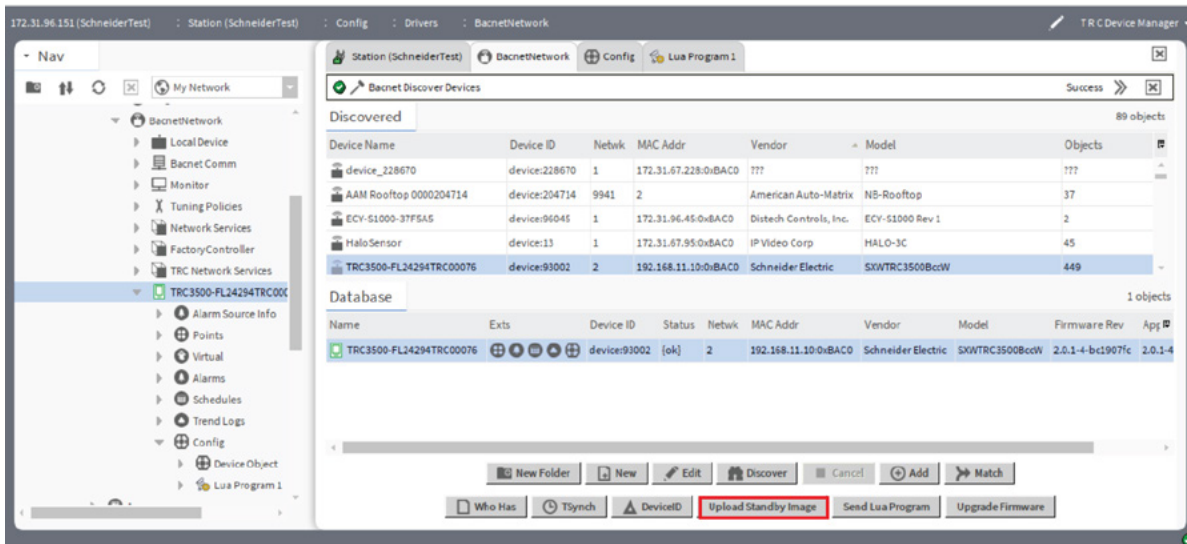 172.31.96.151 (SchneiderTest) : Station (SchneiderTest) : Config : Drivers : BacnetNetwork TRC Device Manager
Nav
My Network
BacnetNetwork
Local Device
Bacnet Comm
Monitor
Tuning Policies
Network Services
FactoryController
TRC Network Services
TRC3500-FL24294TRC000
Alarm Source Info
Points
Virtual
Alarms
Schedules
Trend Logs
Config
Device Object
Lua Program 1
Station (SchneiderTest) BacnetNetwork Config Lua Program 1
Bacnet Discover Devices Success
Discovered 89 objects
Device Name Device ID Netwk MAC Addr Vendor Model Objects
device_228670 device:228670 1 172.31.67.228:0xBAC0 ??? ??? ???
AAM Rooftop 0000204714 device:204714 9941 2 American Auto-Matrix NB-Rooftop 37
ECY-S1000-37F5A5 device:96045 1 172.31.96.45:0xBAC0 Distech Controls, Inc. ECY-S1000 Rev 1 2
HaloSensor device:13 1 172.31.67.95:0xBAC0 IP Video Corp HALO-3C 45
TRC3500-FL24294TRC00076 device:93002 2 192.168.11.10:0xBAC0 Schneider Electric SXWTRC3500BccW 449
Database 1 objects
Name Exts Device ID Status Netwk MAC Addr Vendor Model Firmware Rev App
TRC3500-FL24294TRC00076 device:93002 {ok} 2 192.168.11.10:0xBAC0 Schneider Electric SXWTRC3500BccW 2.0.1-4-bc1907fc 2.0.1-4
New Folder New Edit Discover Cancel Add Match
Who Has TSynch DeviceID Upload Standby Image Send Lua Program Upgrade Firmware